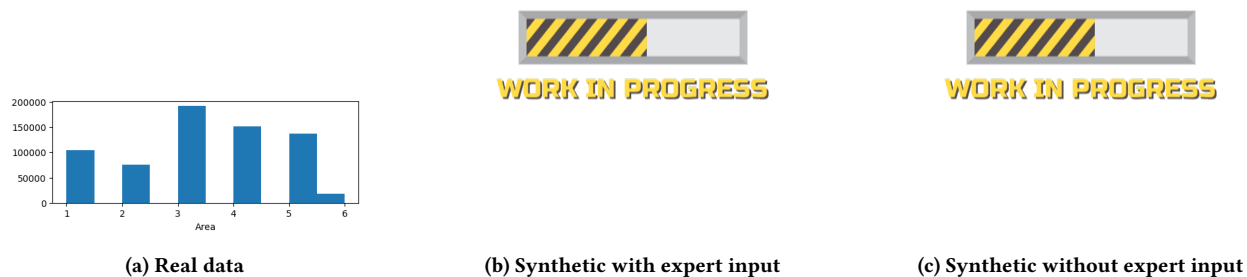 WORK IN PROGRESS
WORK IN PROGRESS
200000
150000
100000
50000
0
1 2 3 4 5 6
Area
(a) Real data
(b) Synthetic with expert input
(c) Synthetic without expert input